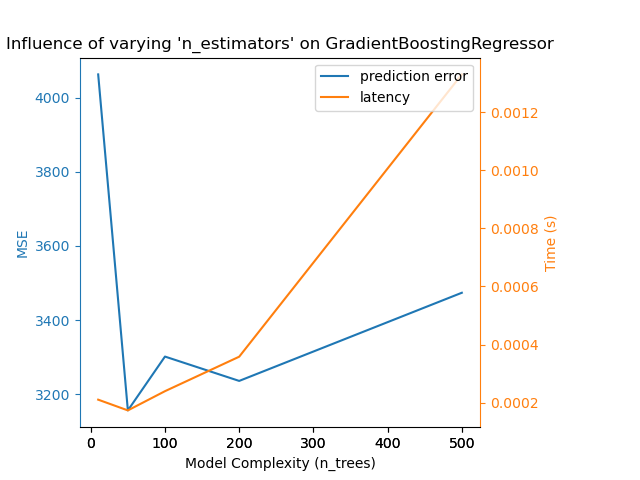 Influence of varying 'n_estimators' on GradientBoostingRegressor
prediction error
latency
4000
3800
3600
3400
3200
MSE
0.0012
0.0010
0.0008
0.0006
0.0004
0.0002
Time (s)
0 100 200 300 400 500
Model Complexity (n_trees)